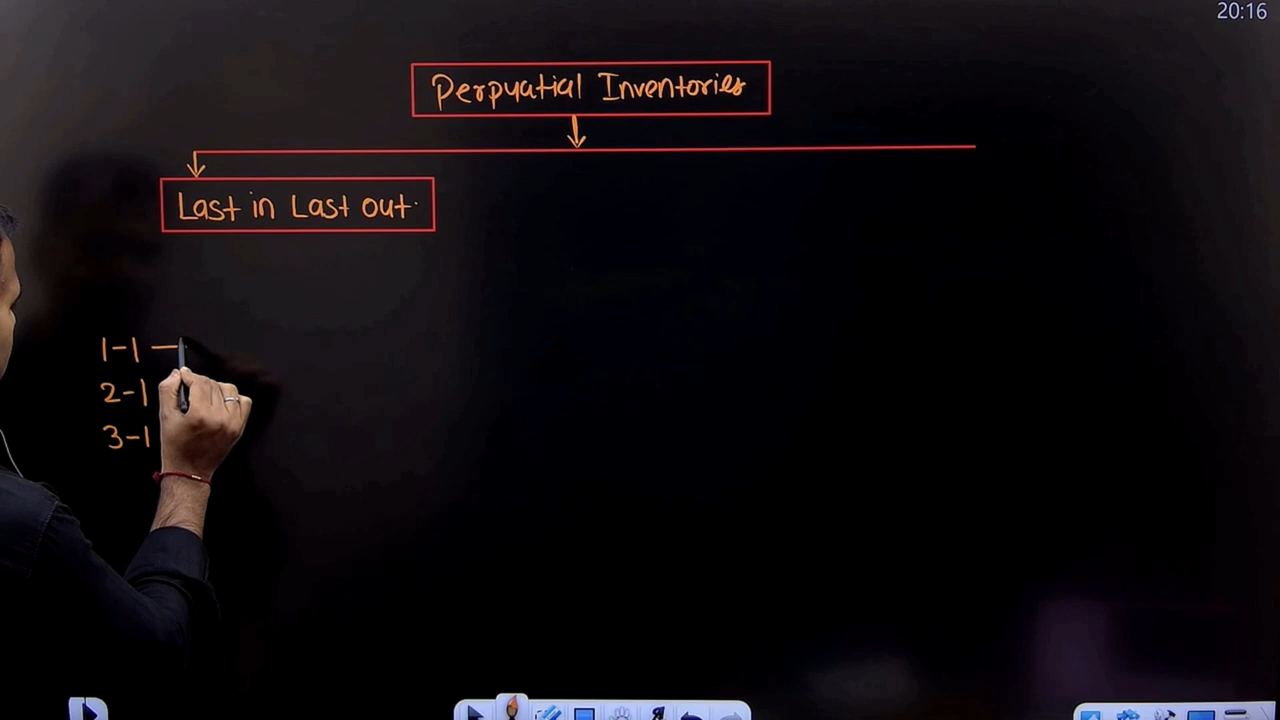 20:16
Perpuatial Inventories
Last in Last out.
1-1 —
2-1
3-1